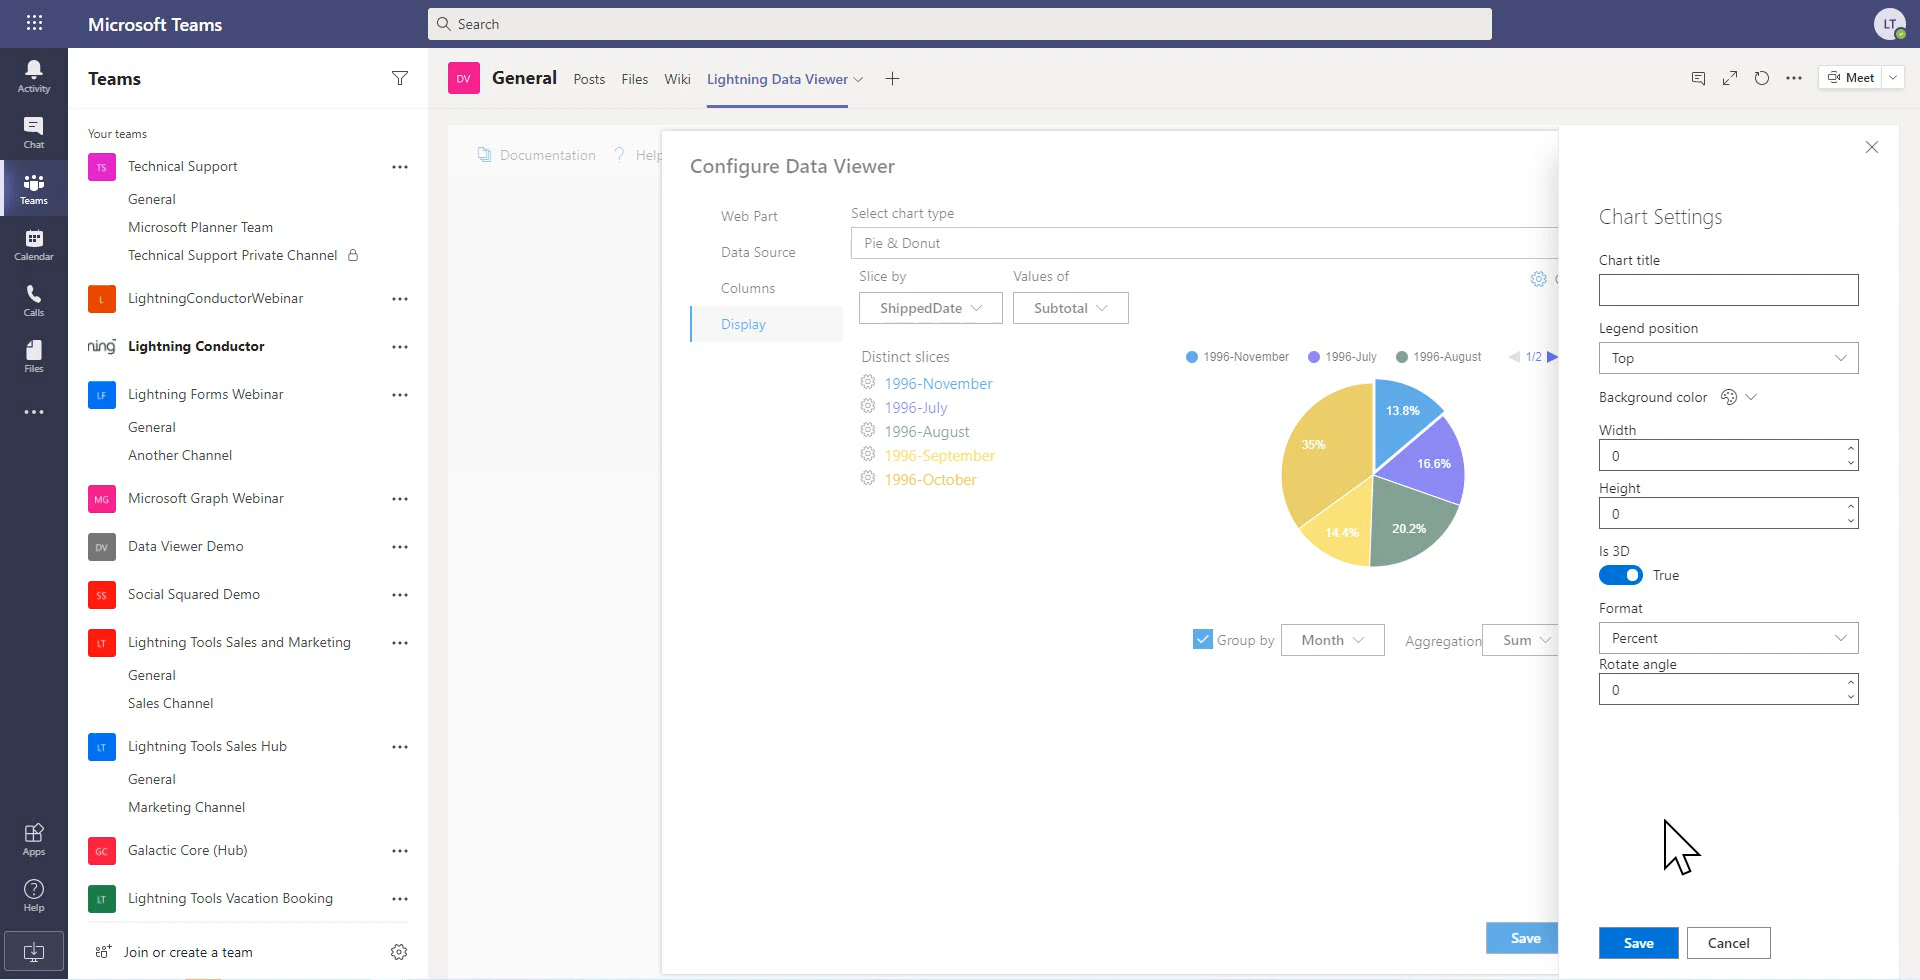 Microsoft Teams
Search
LT
Activity
Chat
Teams
Calendar
Calls
Files
Apps
Help
Teams
Your teams
TS Technical Support
General
Microsoft Planner Team
Technical Support Private Channel
L LightningConductorWebinar
ning Lightning Conductor
LF Lightning Forms Webinar
General
Another Channel
MG Microsoft Graph Webinar
DV Data Viewer Demo
SS Social Squared Demo
LT Lightning Tools Sales and Marketing
General
Sales Channel
LT Lightning Tools Sales Hub
General
Marketing Channel
GC Galactic Core (Hub)
LT Lightning Tools Vacation Booking
Join or create a team
DV General Posts Files Wiki Lightning Data Viewer
Meet
Documentation ? Help
Configure Data Viewer
Web Part
Data Source
Columns
Display
Select chart type
Pie & Donut
Slice by Values of
ShippedDate Subtotal
Distinct slices
1996-November
1996-July
1996-August
1996-September
1996-October
1996-November 1996-July 1996-August 1/2
13.8%
16.6%
20.2%
14.4%
35%
Group by Month Aggregation Sum
Save
Chart Settings
Chart title
Legend position
Top
Background color
Width
0
Height
0
Is 3D
True
Format
Percent
Rotate angle
0
Save Cancel